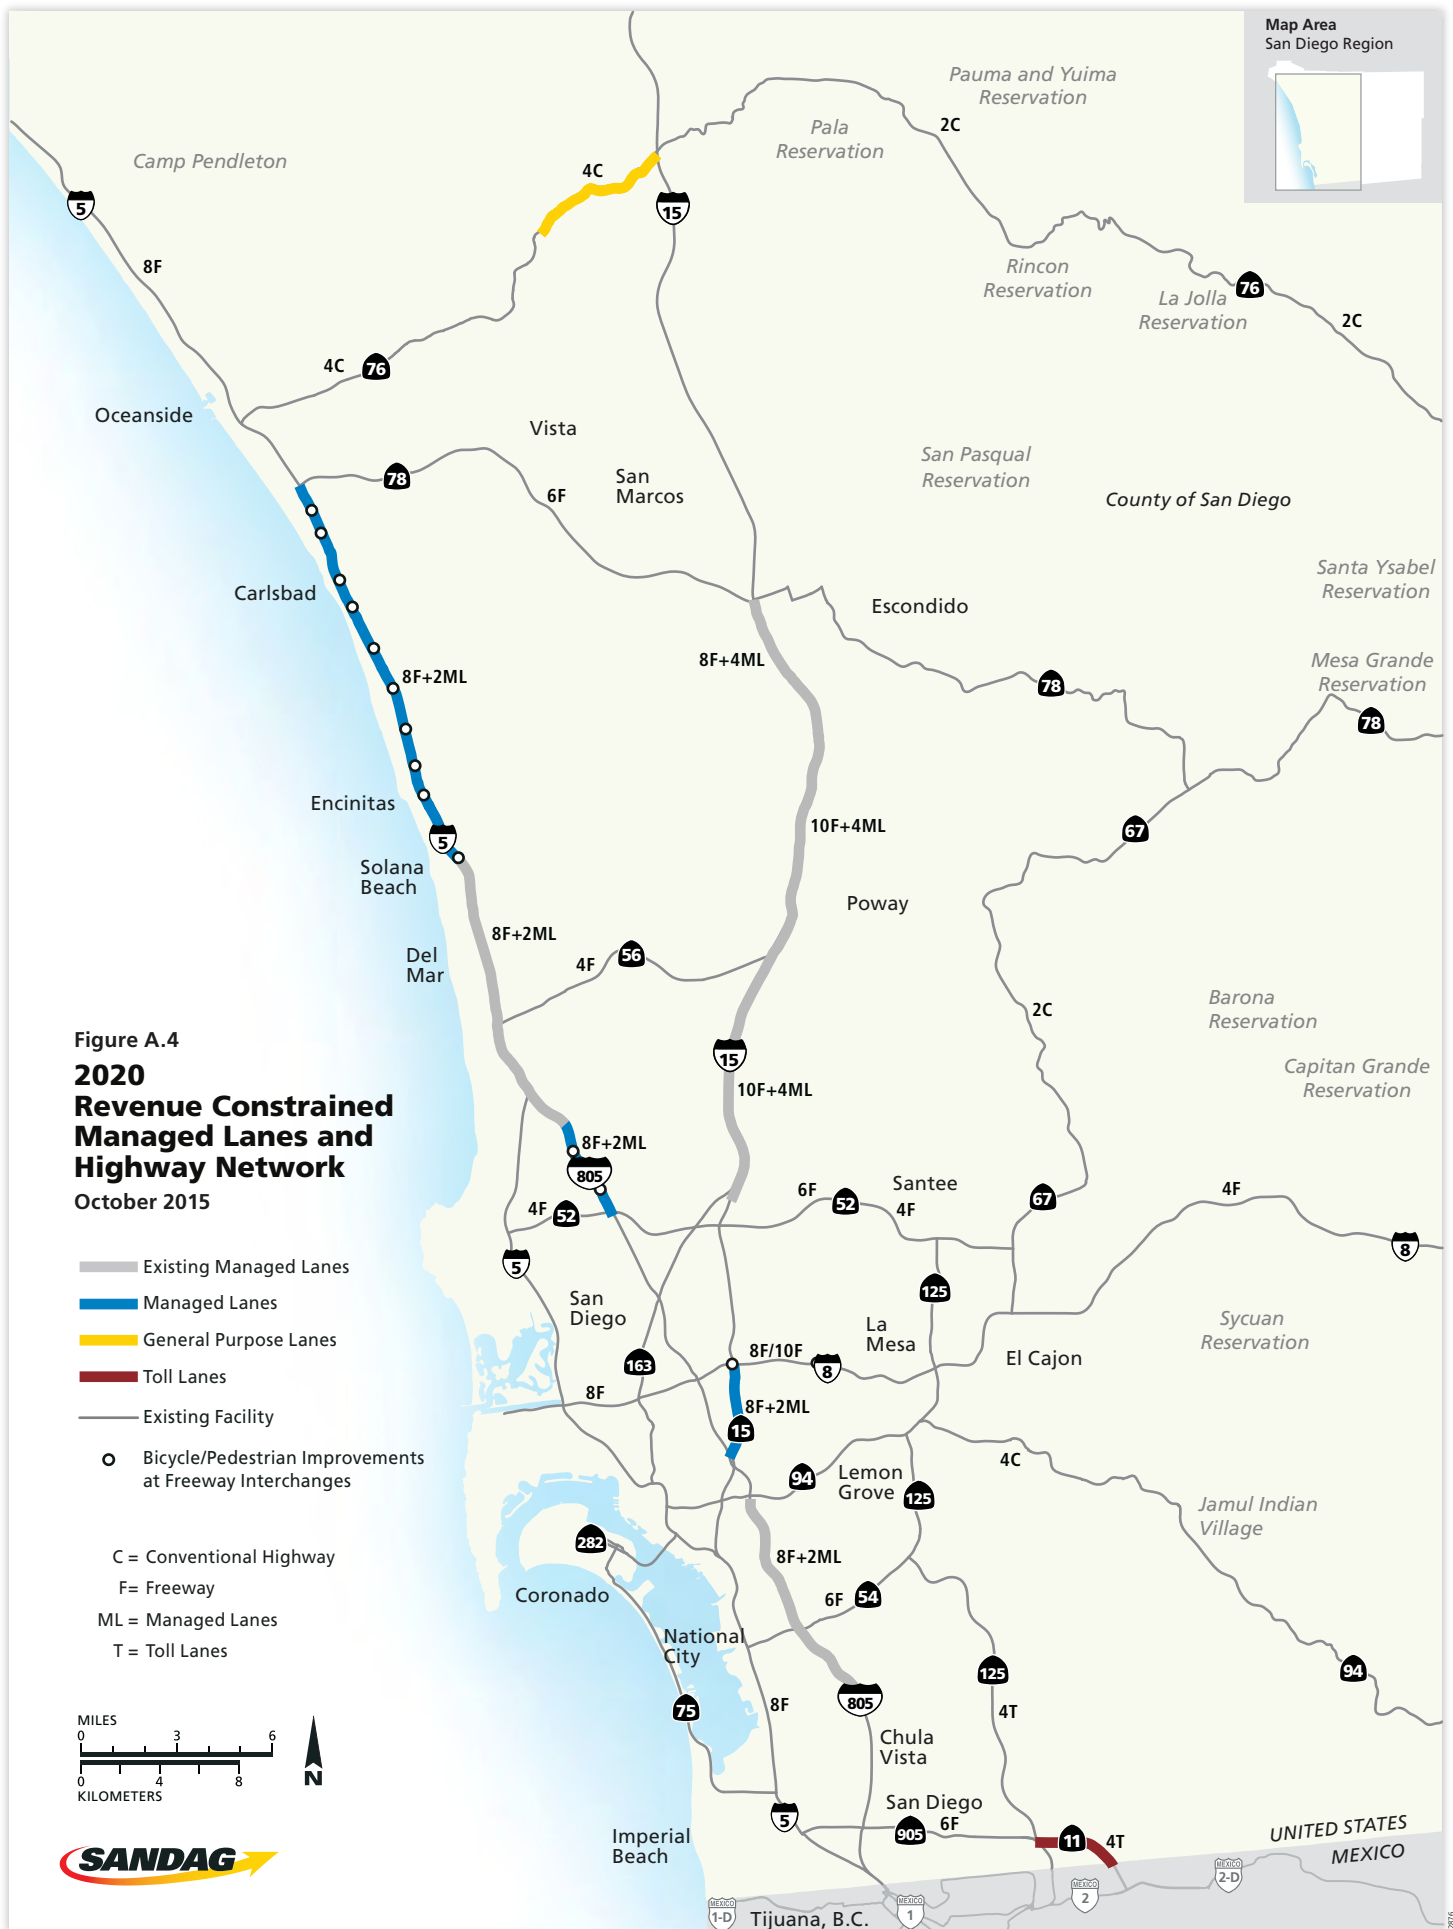 Map Area
San Diego Region
Pauma and Yuima
Reservation
2C
Pala
Reservation
Camp Pendleton
4C
5
15
8F
Rincon
Reservation
La Jolla
Reservation
76
2C
4C
76
Oceanside
Vista
78
San
Marcos
6F
San Pasqual
Reservation
County of San Diego
Santa Ysabel
Reservation
Carlsbad
Escondido
8F+4ML
8F+2ML
78
Mesa Grande
Reservation
78
Encinitas
10F+4ML
67
5
Solana
Beach
Poway
8F+2ML
56
4F
Del
Mar
2C
Barona
Reservation
15
Capitan Grande
Reservation
10F+4ML
Figure A.4
2020
Revenue Constrained
Managed Lanes and
Highway Network
October 2015
8F+2ML
805
4F
52
6F
52
Santee
4F
67
4F
8
5
Existing Managed Lanes
Managed Lanes
General Purpose Lanes
Toll Lanes
Existing Facility
Bicycle/Pedestrian Improvements
at Freeway Interchanges
San
Diego
125
La
Mesa
Sycuan
Reservation
163
8F/10F
8
El Cajon
8F
8F+2ML
15
94
Lemon
Grove
125
4C
Jamul Indian
Village
C = Conventional Highway
F= Freeway
ML = Managed Lanes
T = Toll Lanes
282
8F+2ML
Coronado
6F
54
National
City
125
94
75
8F
805
4T
Chula
Vista
MILES
0 3 6
0 4 8
KILOMETERS
N
San Diego
5
905
6F
11
4T
UNITED STATES
MEXICO
Imperial
Beach
SANDAG
MEXICO
2-D
MEXICO
2
MEXICO
1-D
MEXICO
1
Tijuana, B.C.